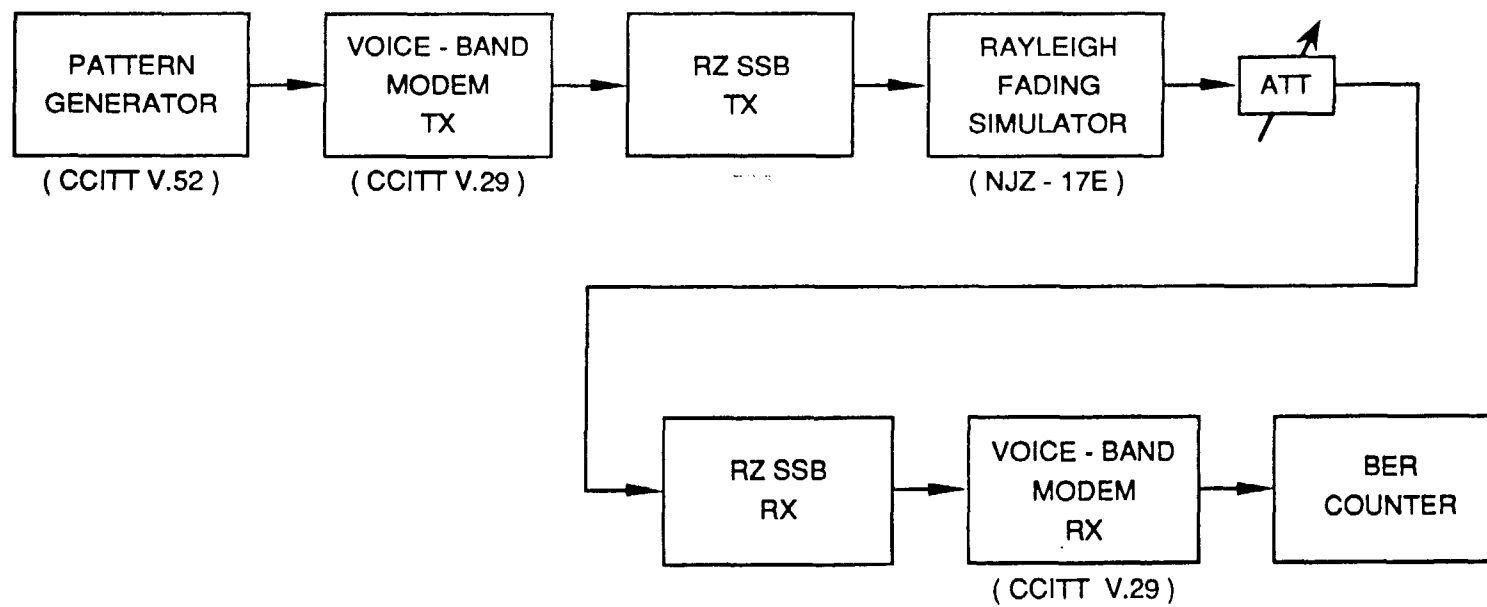 PATTERN
GENERATOR
( CCITT V.52 )
VOICE - BAND
MODEM
TX
( CCITT V.29 )
RZ SSB
TX
RAYLEIGH
FADING
SIMULATOR
( NJZ - 17E )
ATT
RZ SSB
RX
VOICE - BAND
MODEM
RX
( CCITT V.29 )
BER
COUNTER